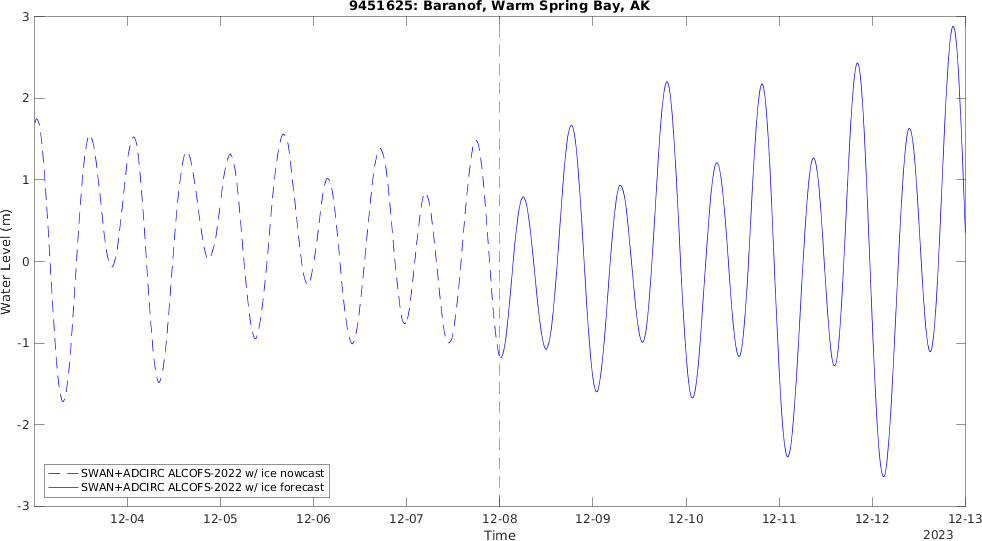 9451625: Baranof, Warm Spring Bay, AK
3
2
1
0
-1
-2
-3
Water Level (m)
SWAN+ADCIRC ALCOFS-2022 w/ ice nowcast
SWAN+ADCIRC ALCOFS-2022 w/ ice forecast
12-04 12-05 12-06 12-07 12-08 12-09 12-10 12-11 12-12 12-13
Time
2023